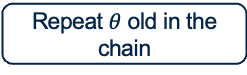 Repeat θ old in the
chain